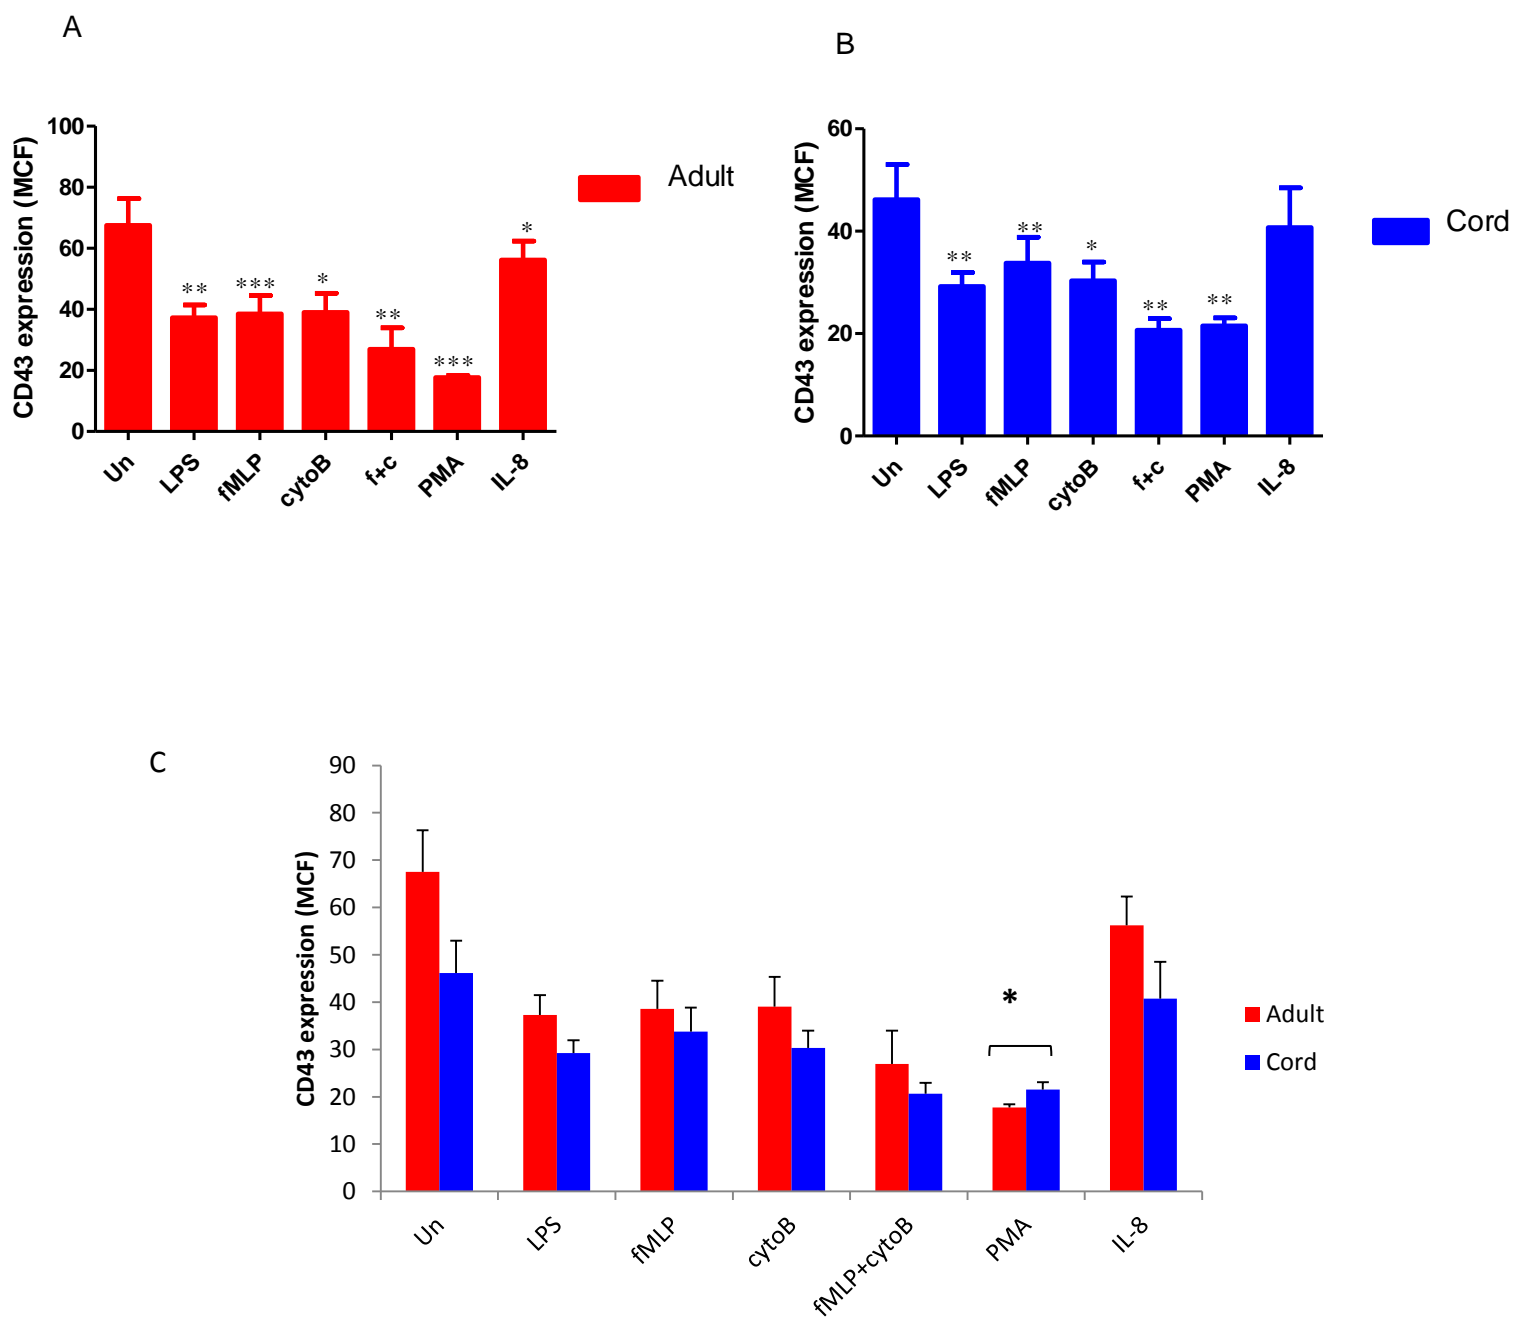 A
100
80
60
40
20
0
CD43 expression (MCF)
** *** * ** *** *
Un LPS fMLP cytoB f+c PMA IL-8
Adult
B
60
40
20
0
CD43 expression (MCF)
** ** * ** **
Un LPS fMLP cytoB f+c PMA IL-8
Cord
C
90
80
70
60
50
40
30
20
10
0
CD43 expression (MCF)
*
Un LPS fMLP cytoB fMLP+cytoB PMA IL-8
Adult
Cord